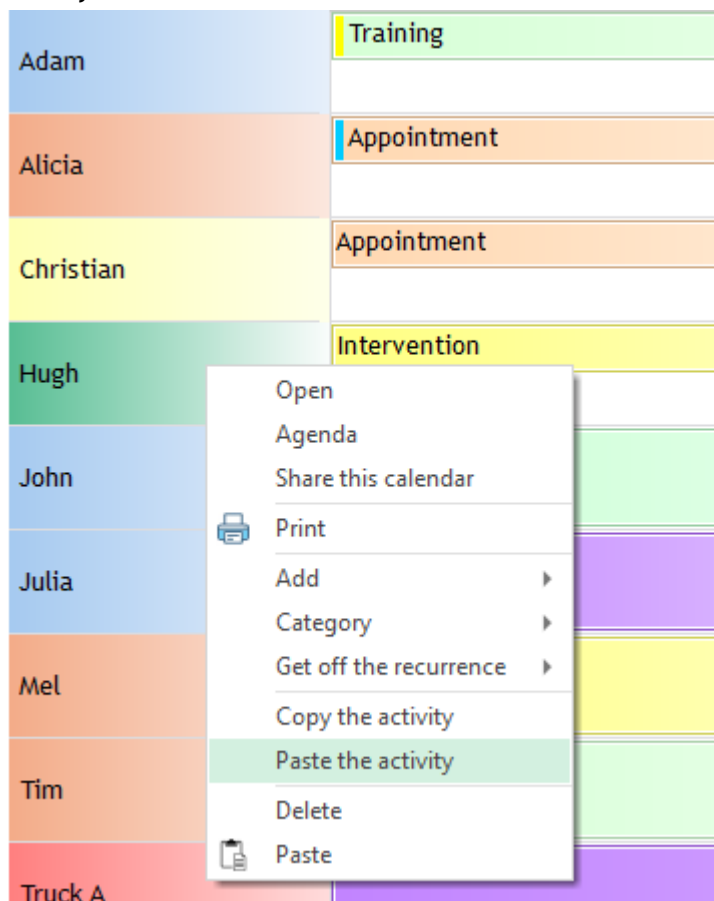 Adam
Training
Alicia
Appointment
Christian
Appointment
Hugh
Intervention
Open
Agenda
John
Share this calendar
Print
Julia
Add
Category
Get off the recurrence
Mel
Copy the activity
Paste the activity
Tim
Delete
Paste
Truck A